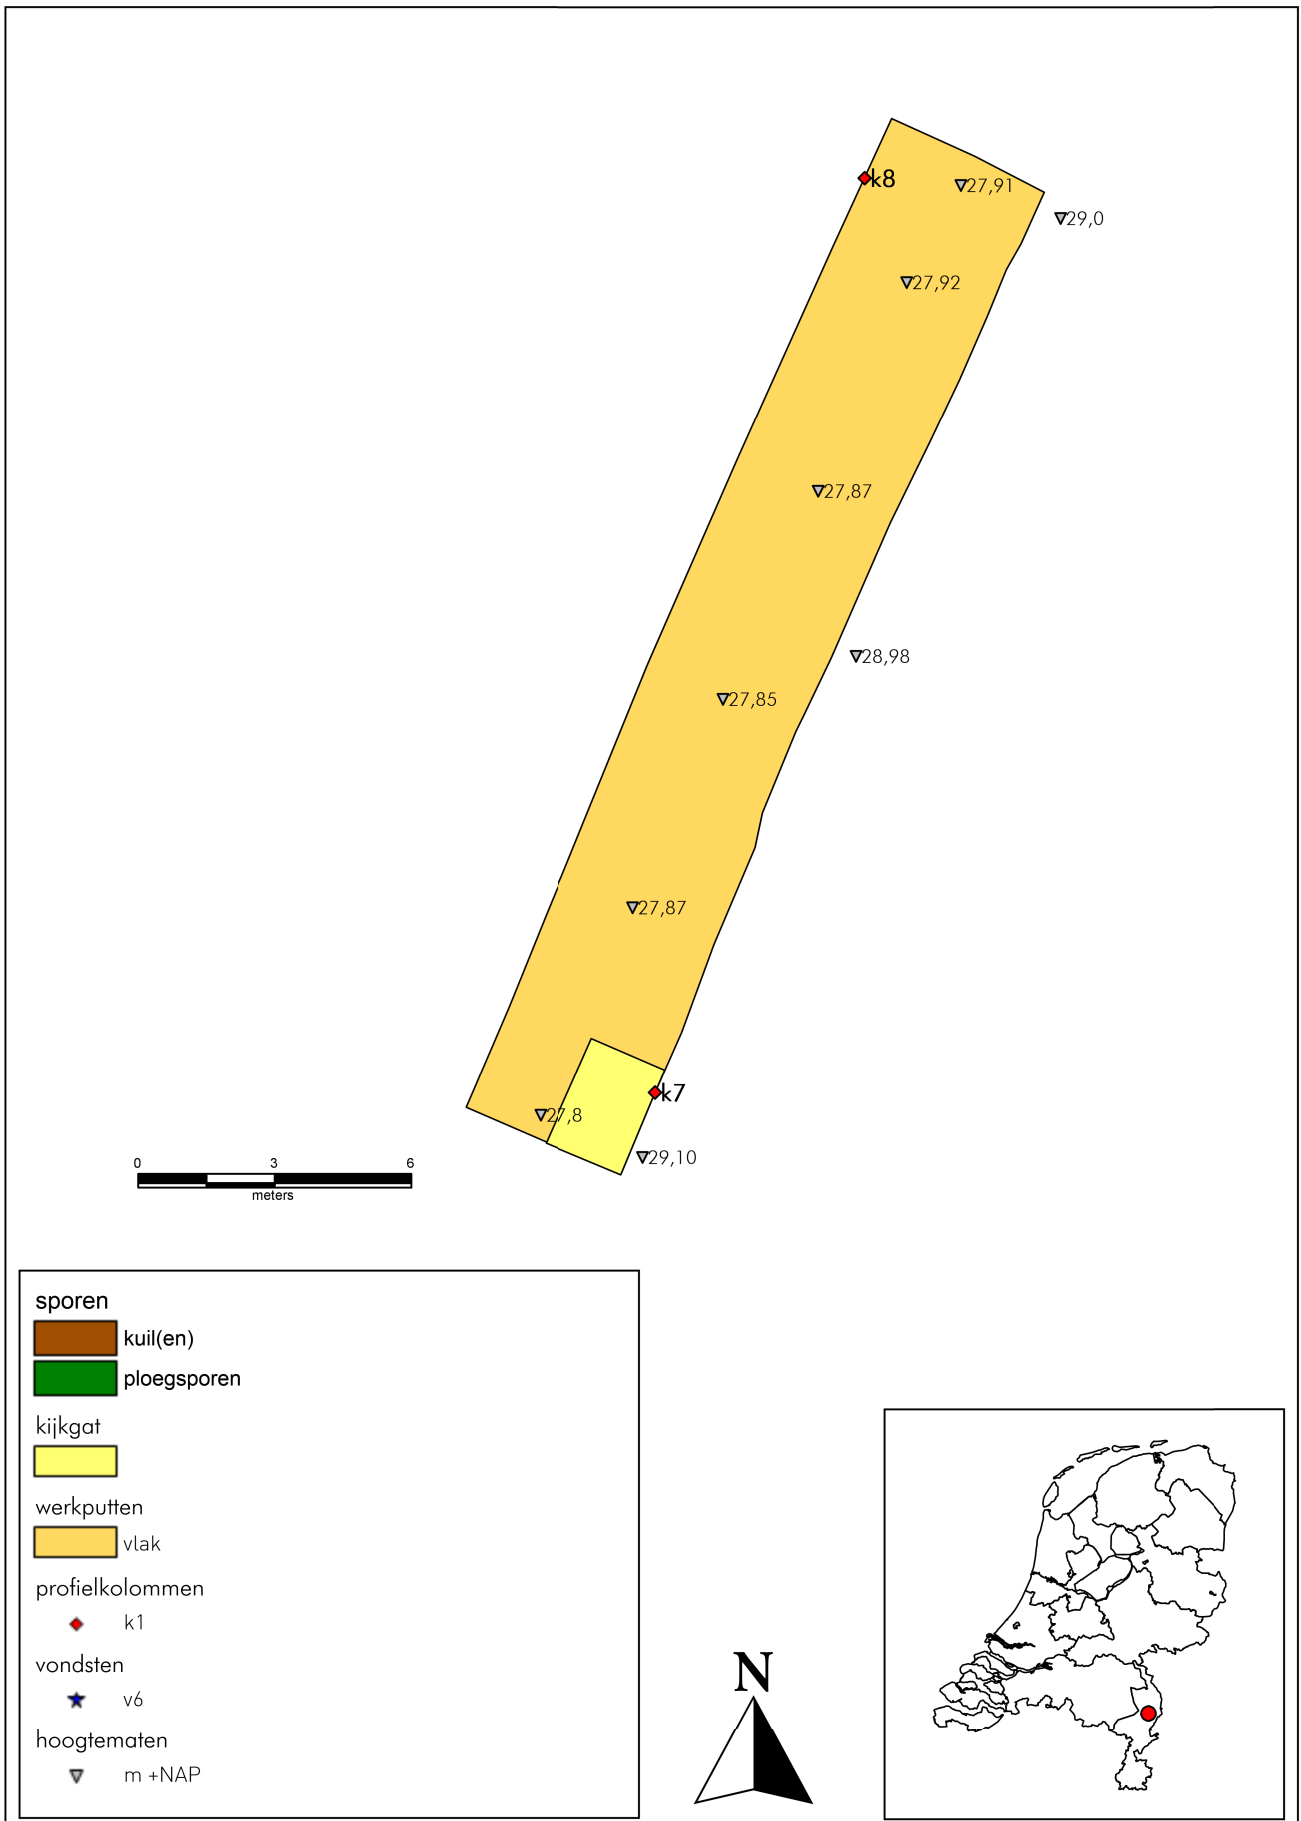 k8
27,91
29,0
27,92
27,87
28,98
27,85
27,87
k7
27,8
29,10
0 3 6
meters
sporen
kuil(en)
ploegsporen
kijkgat
werkputten
vlak
profielkolommen
k1
vondsten
v6
hoogtematen
m +NAP
N